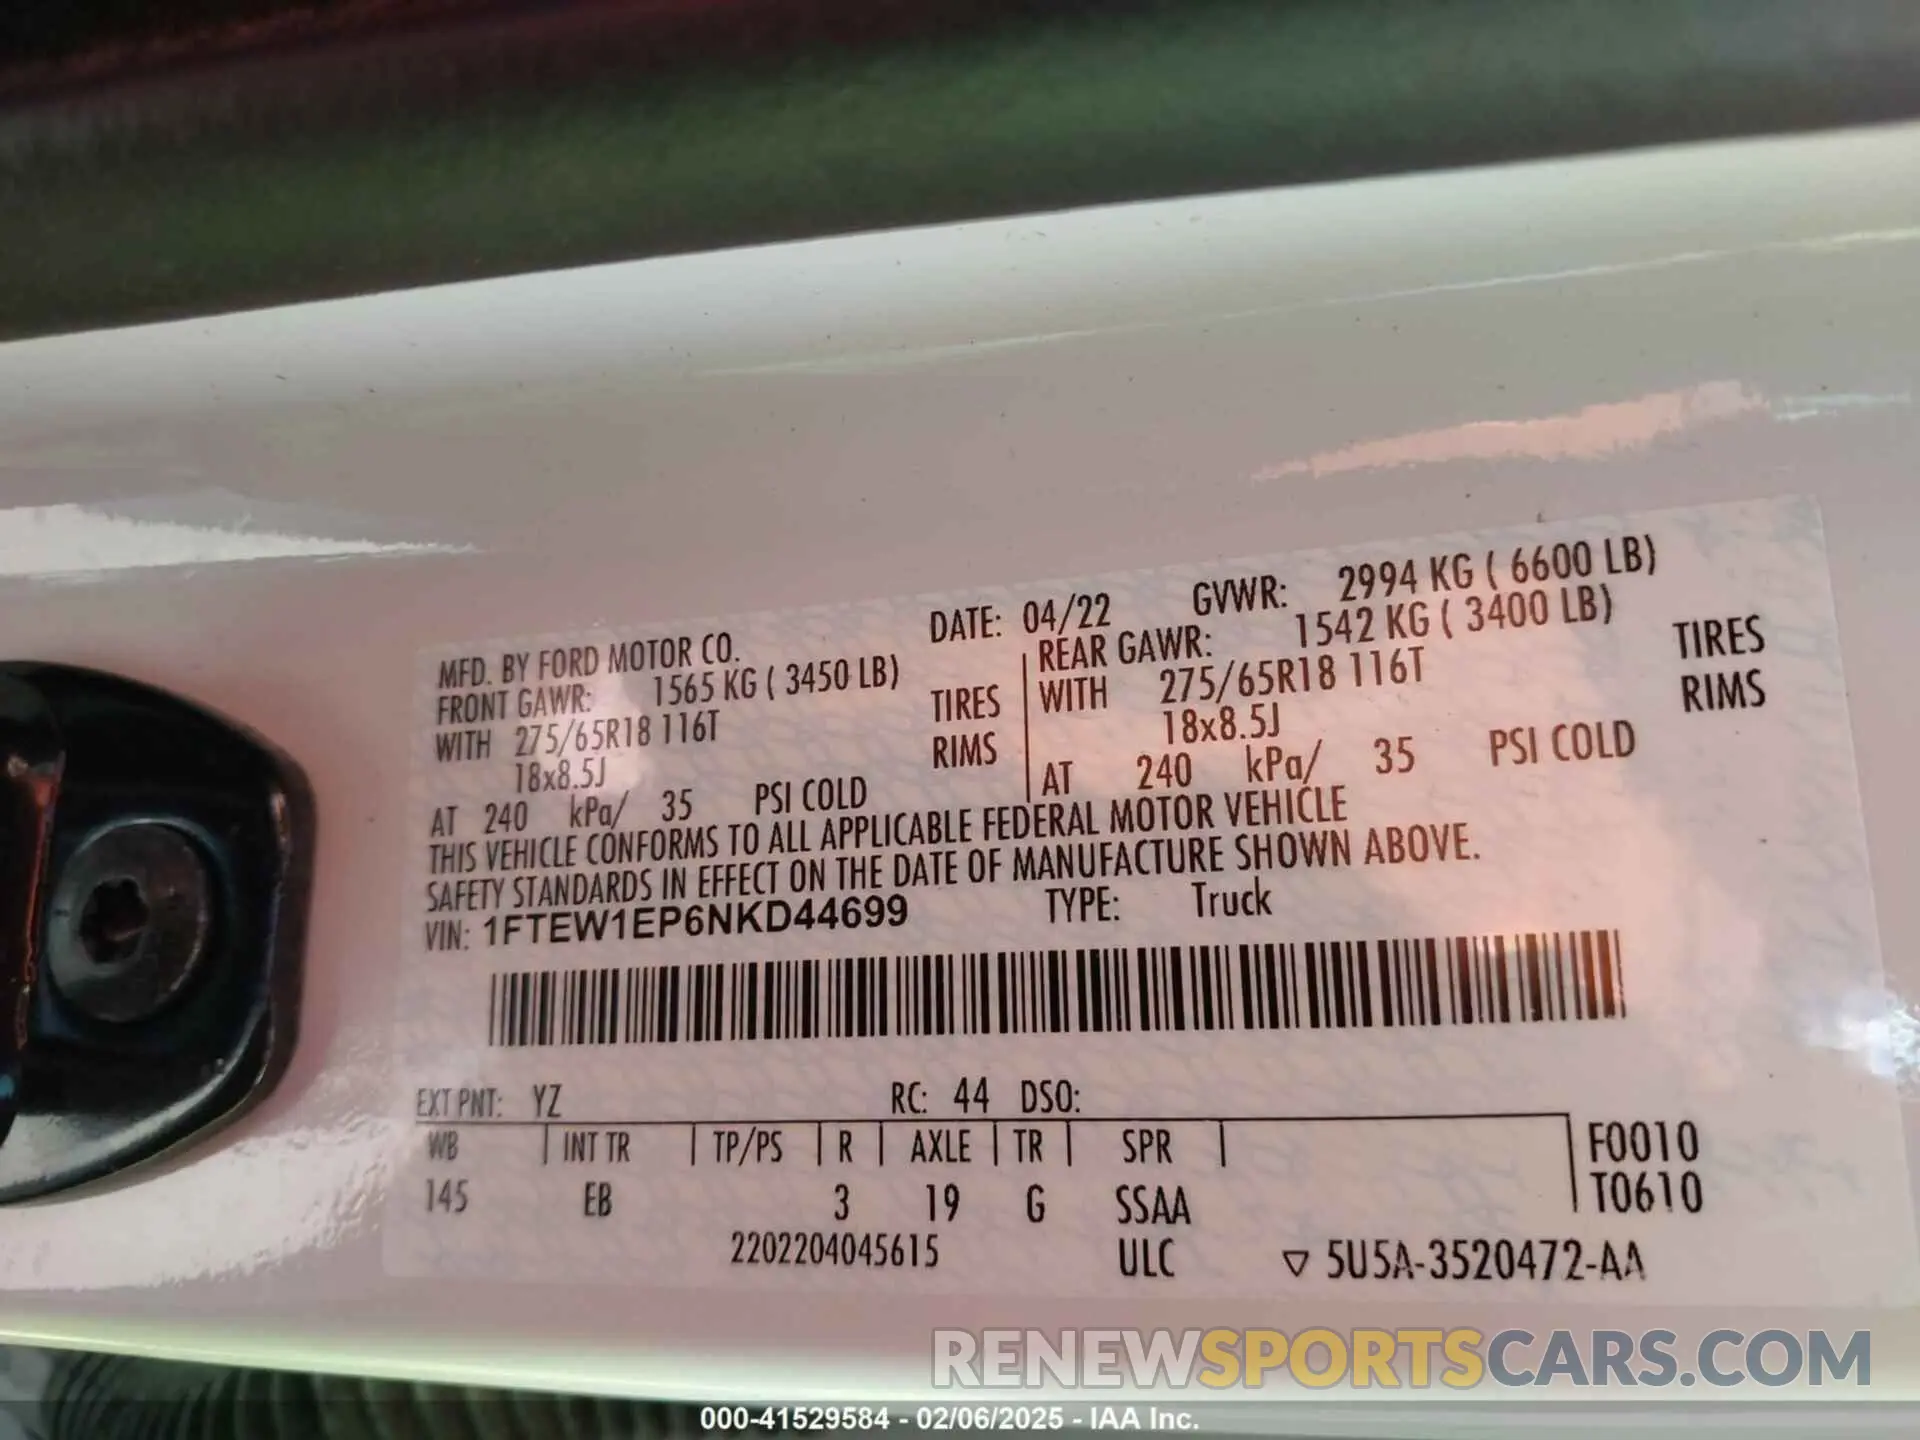 MFD. BY FORD MOTOR CO. DATE: 04/22 GVWR: 2994 KG ( 6600 LB)
FRONT GAWR: 1565 KG ( 3450 LB) REAR GAWR: 1542 KG ( 3400 LB)
WITH 275/65R18 116T TIRES WITH 275/65R18 116T TIRES
18x8.5J RIMS 18x8.5J RIMS
AT 240 kPa/ 35 PSI COLD AT 240 kPa/ 35 PSI COLD
THIS VEHICLE CONFORMS TO ALL APPLICABLE FEDERAL MOTOR VEHICLE
SAFETY STANDARDS IN EFFECT ON THE DATE OF MANUFACTURE SHOWN ABOVE.
VIN: 1FTEW1EP6NKD44699 TYPE: Truck
EXT PNT: YZ RC: 44 DSO:
WB INT TR TP/PS R AXLE TR SPR F0010
145 EB 3 19 G SSAA T0610
2202204045615 ULC ▽ 5U5A-3520472-AA
RENEWSPORTSCARS.COM
000-41529584 - 02/06/2025 - IAA Inc.